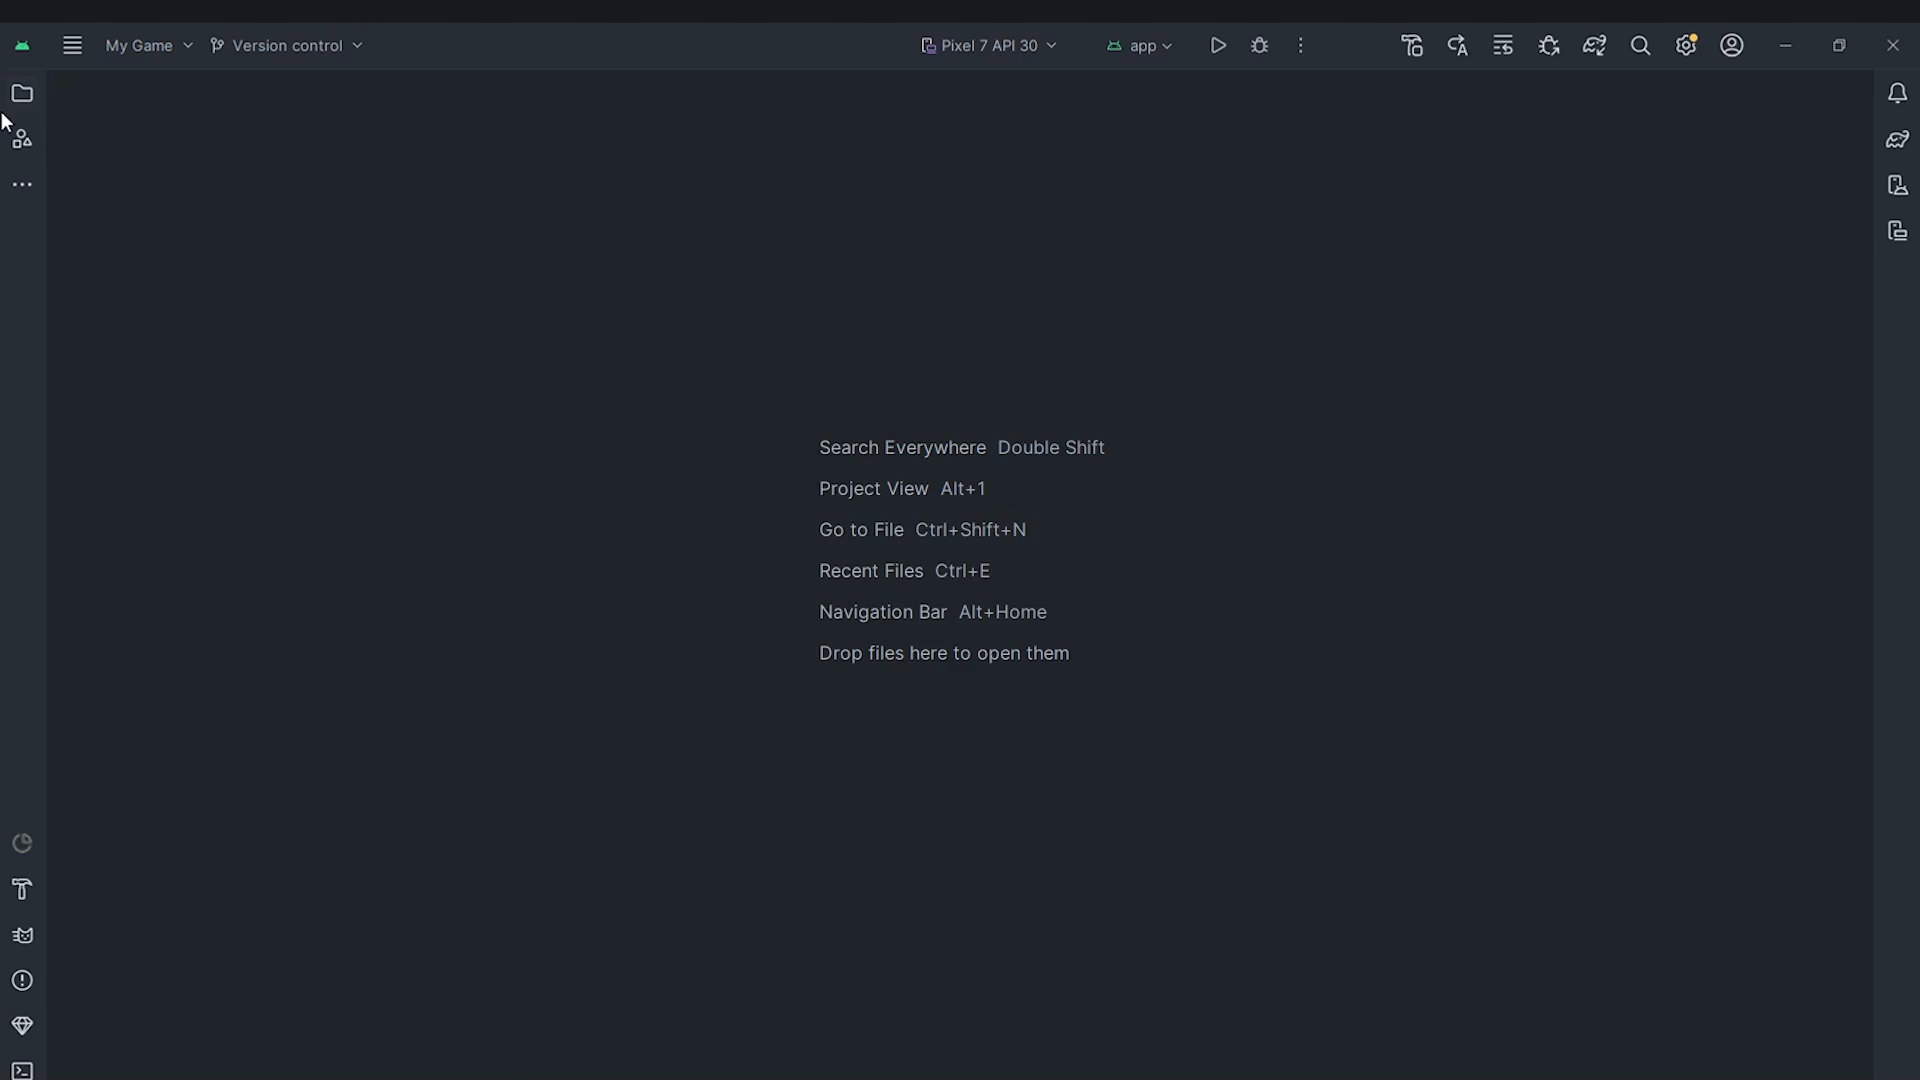 My Game
Version control
Pixel 7 API 30
app
Search Everywhere Double Shift
Project View Alt+1
Go to File Ctrl+Shift+N
Recent Files Ctrl+E
Navigation Bar Alt+Home
Drop files here to open them